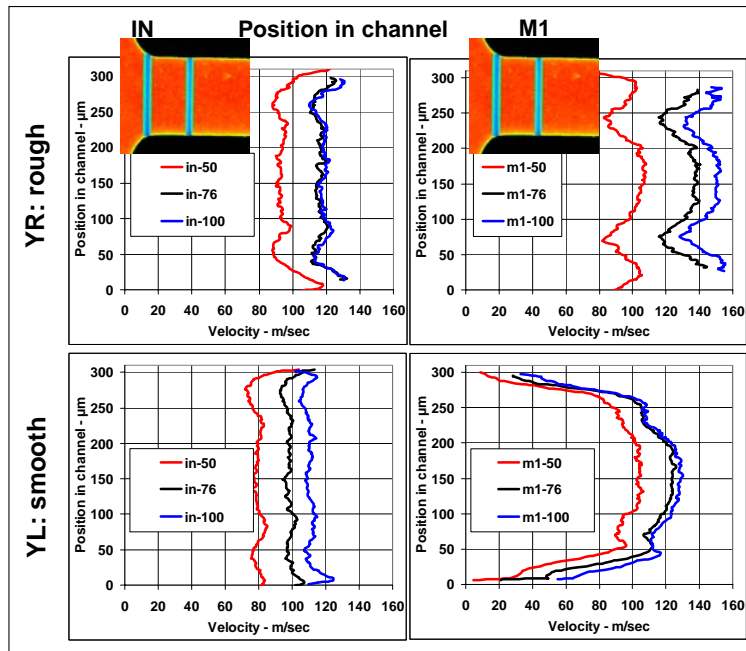 IN Position in channel M1
YR: rough
Position in channel - µm
300
250
200
150
100
50
0
in-50
in-76
in-100
0 20 40 60 80 100 120 140 160
Velocity - m/sec
Position in channel - µm
300
250
200
150
100
50
0
m1-50
m1-76
m1-100
0 20 40 60 80 100 120 140 160
Velocity - m/sec
YL: smooth
Position in channel - µm
300
250
200
150
100
50
0
in-50
in-76
in-100
0 20 40 60 80 100 120 140 160
Velocity - m/sec
Position in channel - µm
300
250
200
150
100
50
0
m1-50
m1-76
m1-100
0 20 40 60 80 100 120 140 160
Velocity - m/sec